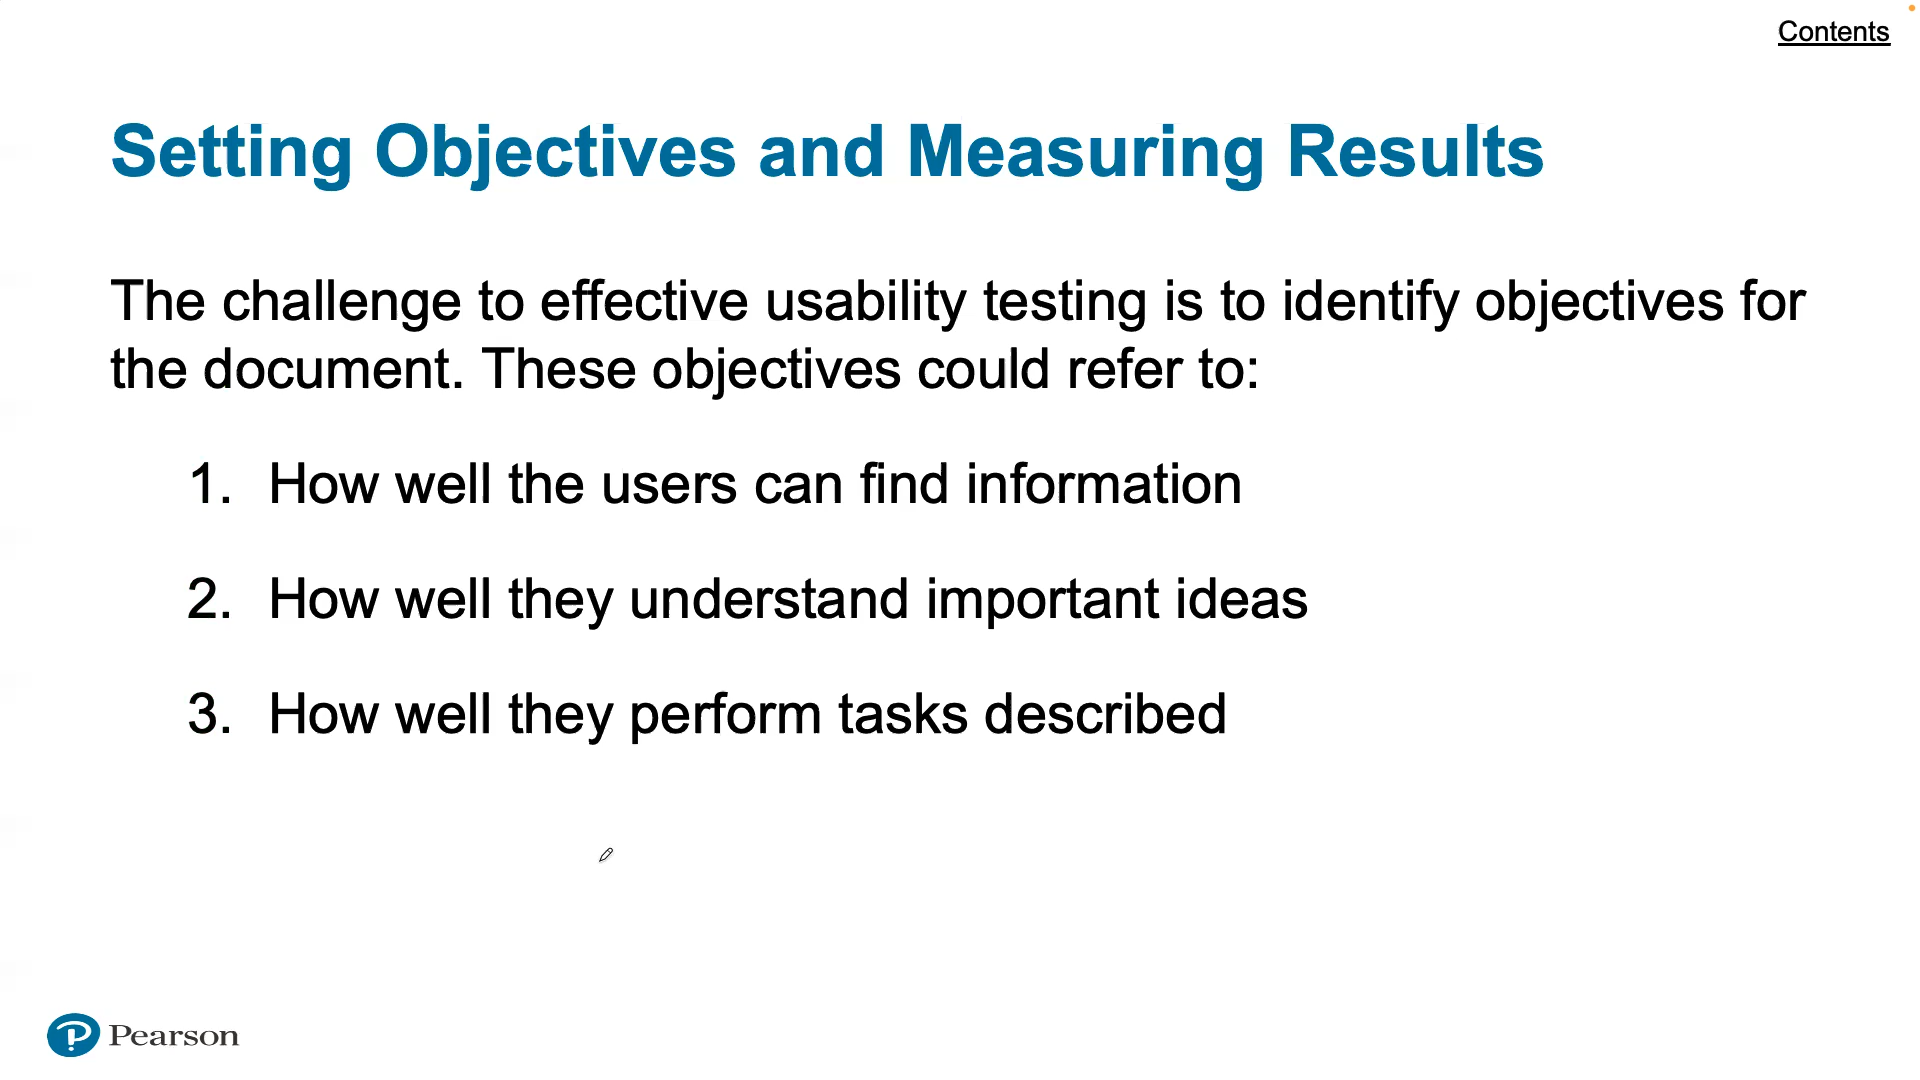 Contents
Setting Objectives and Measuring Results
The challenge to effective usability testing is to identify objectives for
the document. These objectives could refer to:
1. How well the users can find information
2. How well they understand important ideas
3. How well they perform tasks described
P Pearson